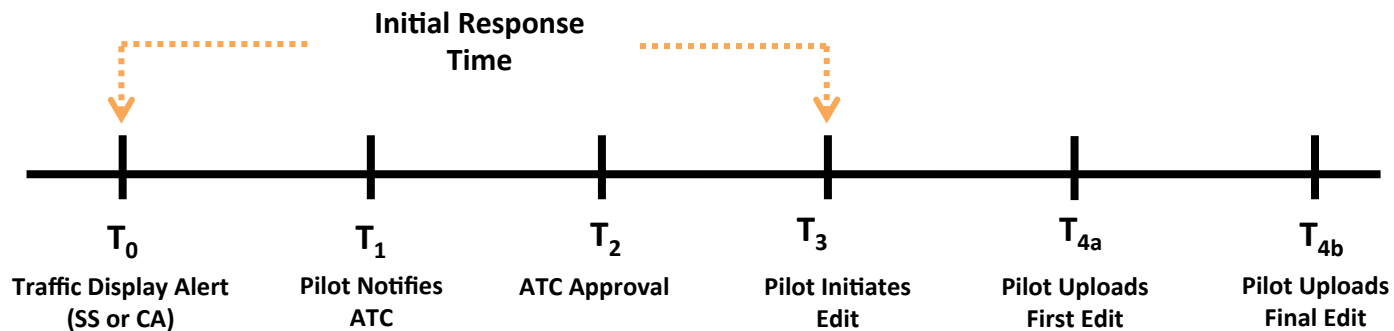 Initial Response
Time
T0
T1
T2
T3
T4a
T4b
Traffic Display Alert
(SS or CA)
Pilot Notifies
ATC
ATC Approval
Pilot Initiates
Edit
Pilot Uploads
First Edit
Pilot Uploads
Final Edit